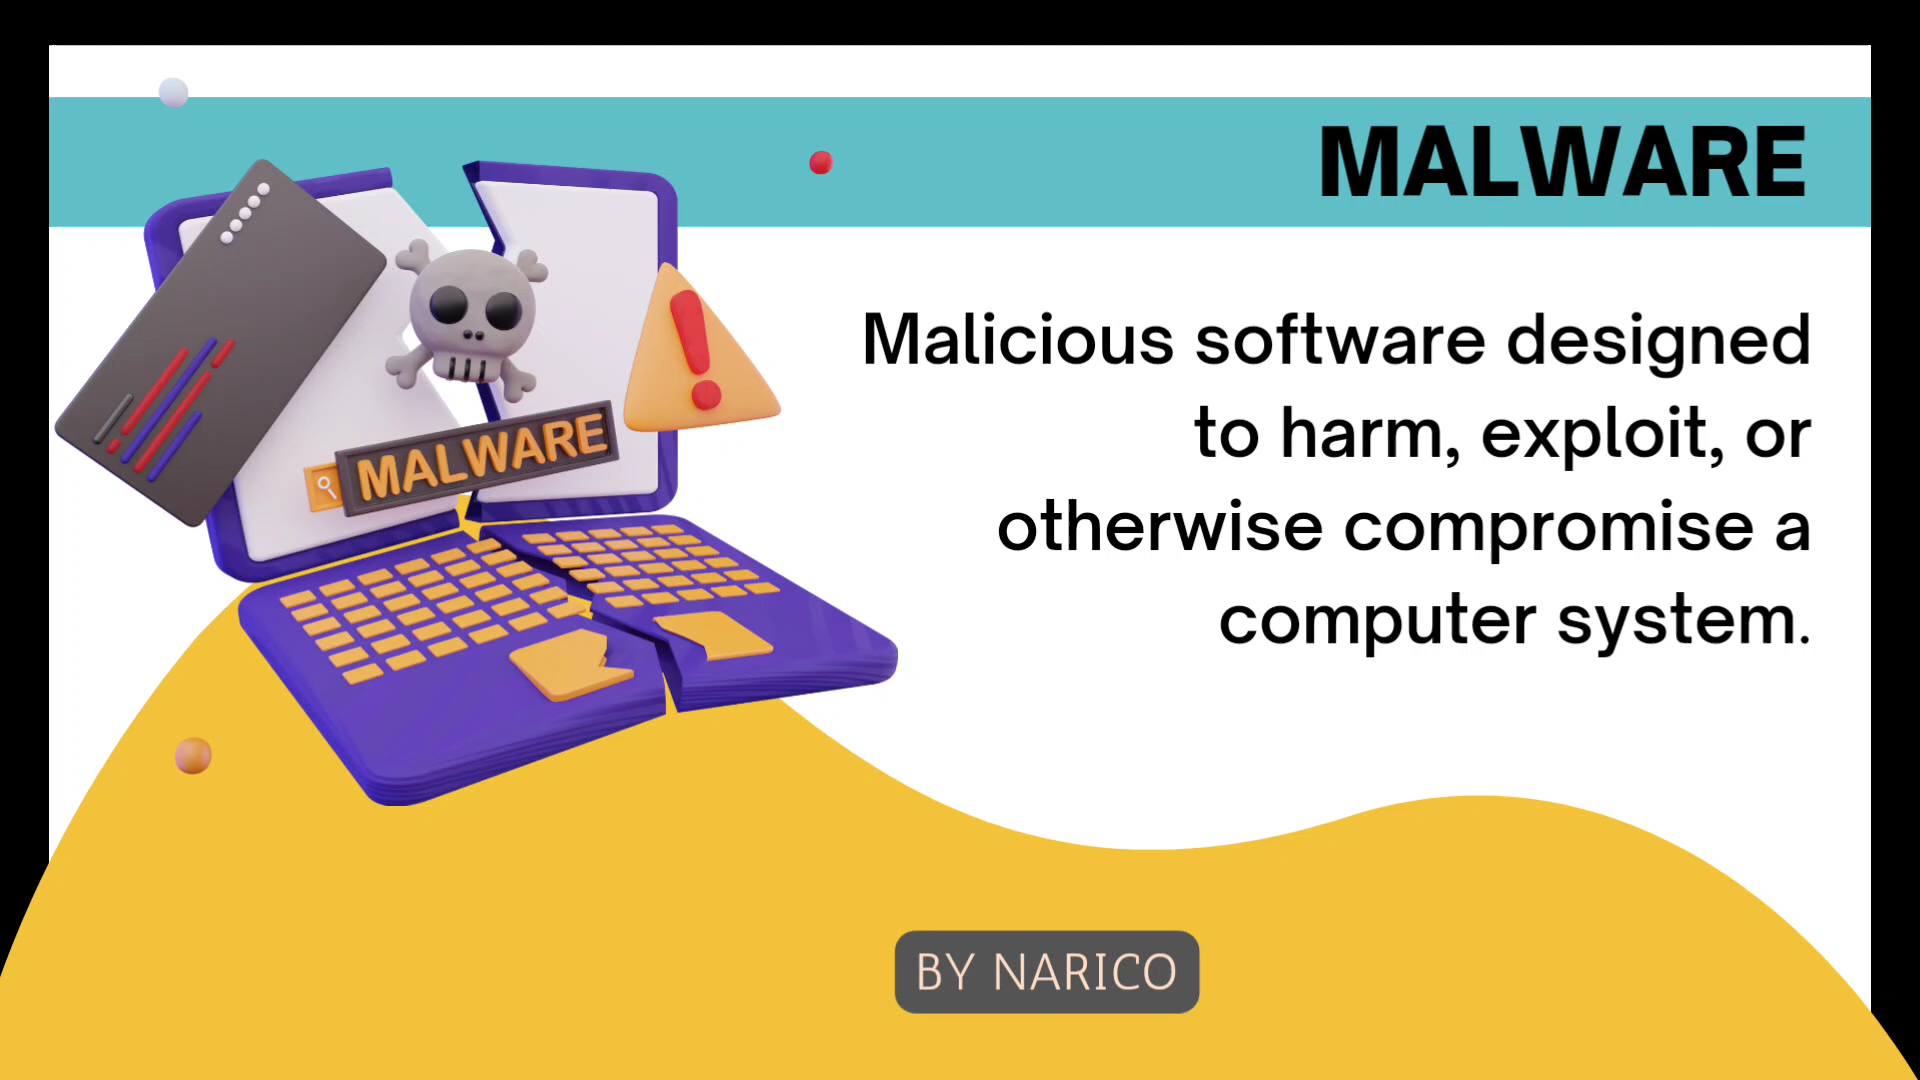 MALWARE
Malicious software designed
to harm, exploit, or
otherwise compromise a
computer system.
MALWARE
BY NARICO